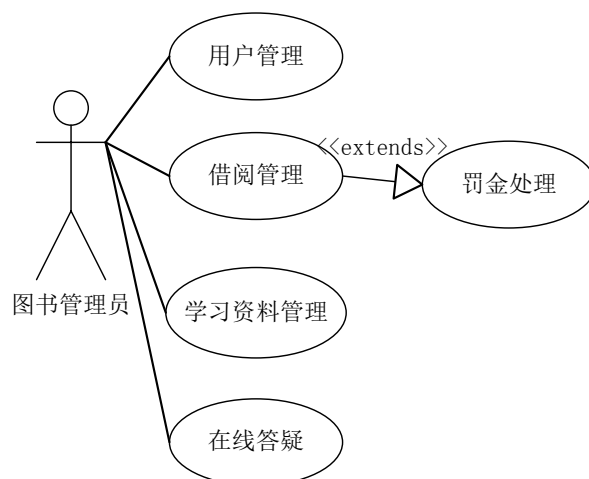 用户管理
<<extends>>
借阅管理
罚金处理
图书管理员
学习资料管理
在线答疑